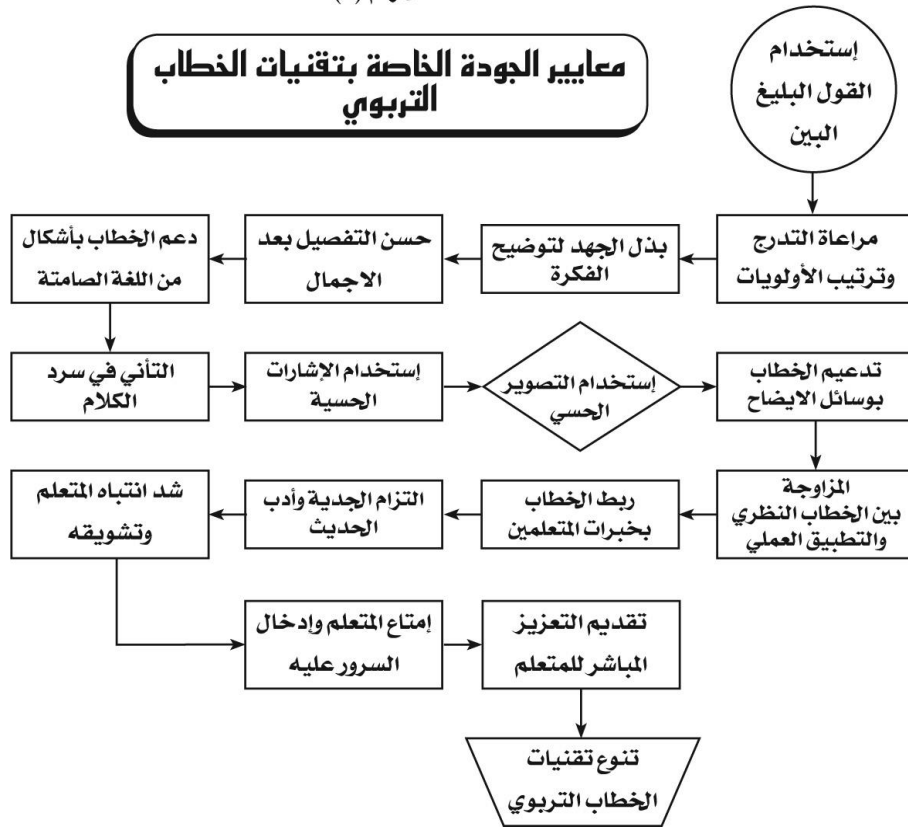 معايير الجودة الخاصة بتقنيات الخطاب
التربوي
إستخدام
القول البليغ
البين
مراعاة التدرج
وترتيب الأولويات
بذل الجهد لتوضيح
الفكرة
حسن التفصيل بعد
الاجمال
دعم الخطاب بأشكال
من اللغة الصامتة
التأني في سرد
الكلام
إستخدام الإشارات
الحسية
إستخدام التصوير
الحسي
تدعيم الخطاب
بوسائل الايضاح
المزاوجة
بين الخطاب النظري
والتطبيق العملي
ربط الخطاب
بخبرات المتعلمين
التزام الجدية وأدب
الحديث
شد انتباه المتعلم
وتشويقه
إمتاع المتعلم وإدخال
السرور عليه
تقديم التعزيز
المباشر للمتعلم
تنوع تقنيات
الخطاب التربوي